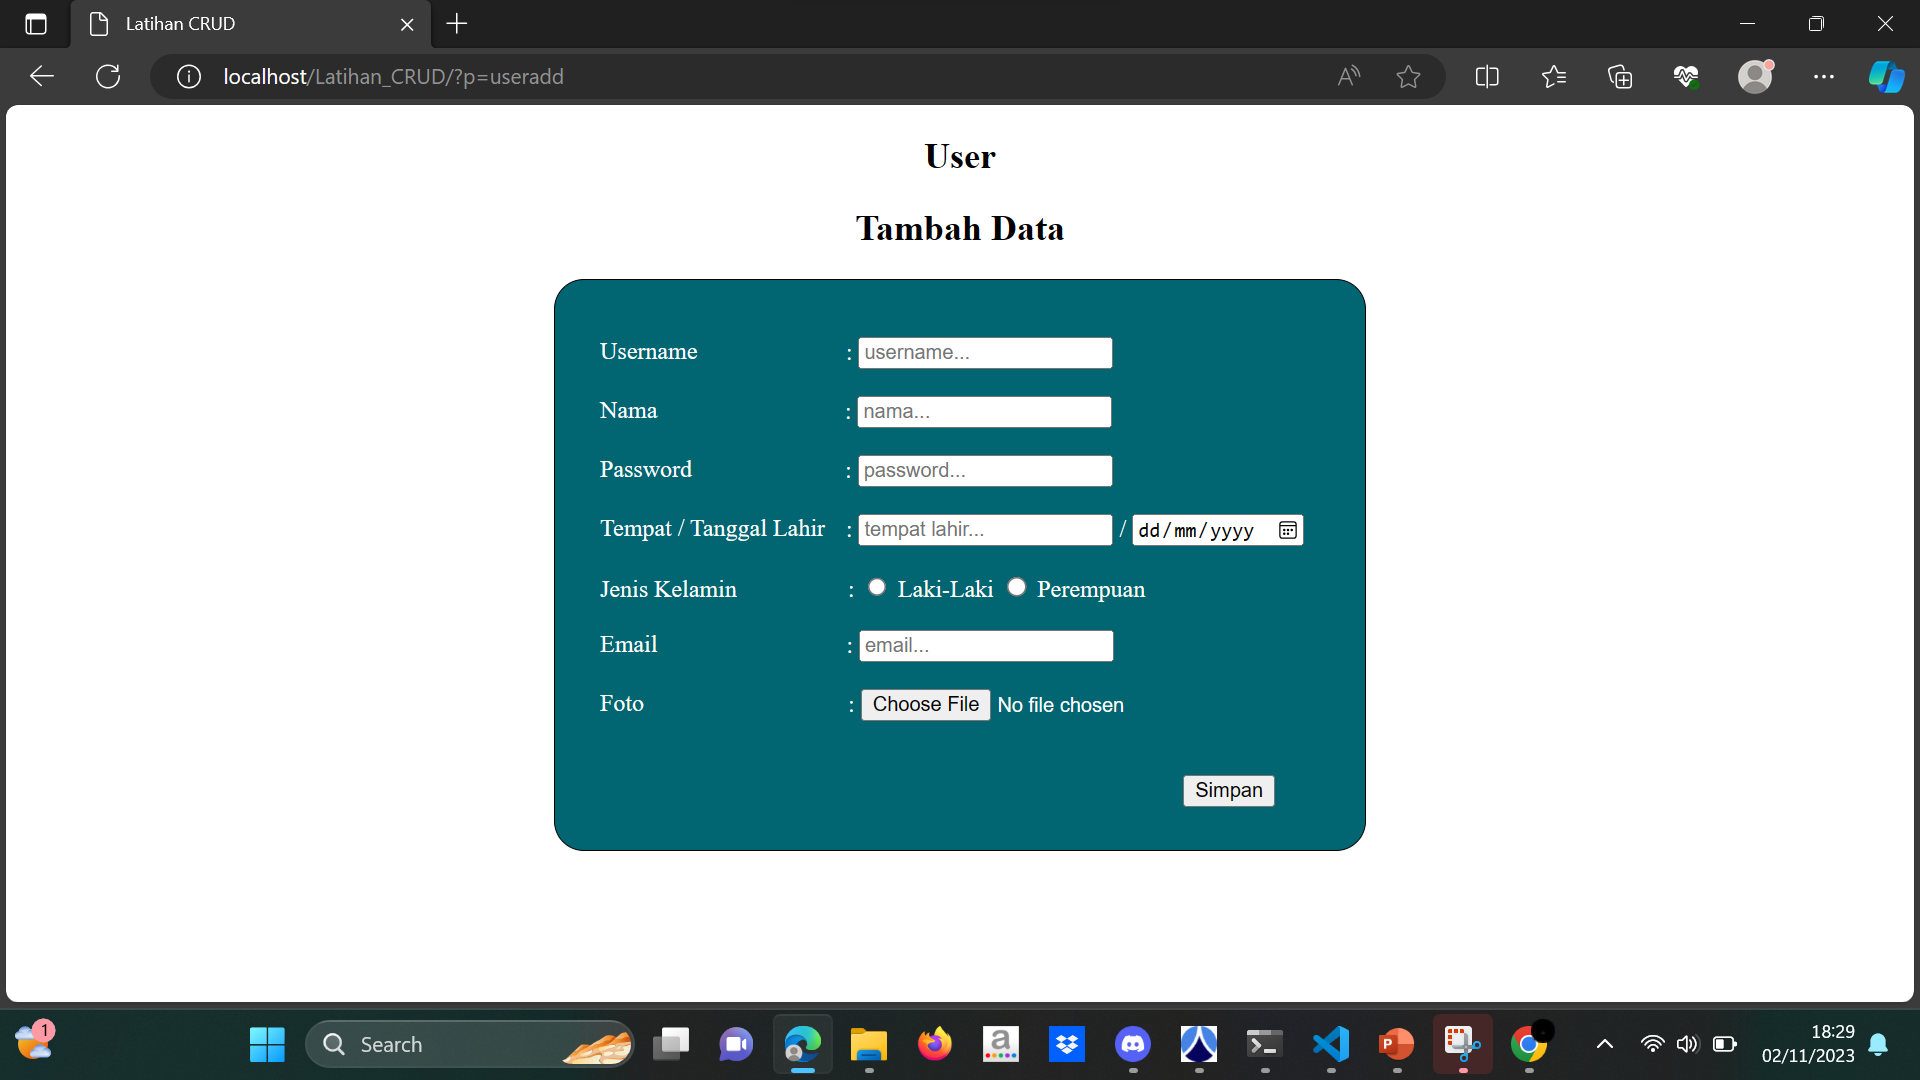 Latihan CRUD
localhost/Latihan_CRUD/?p=useradd
User
Tambah Data
Username : username...
Nama : nama...
Password : password...
Tempat / Tanggal Lahir : tempat lahir... / dd/mm/yyyy
Jenis Kelamin : Laki-Laki Perempuan
Email : email...
Foto : Choose File No file chosen
Simpan
1
Search
a
P
18:29
02/11/2023